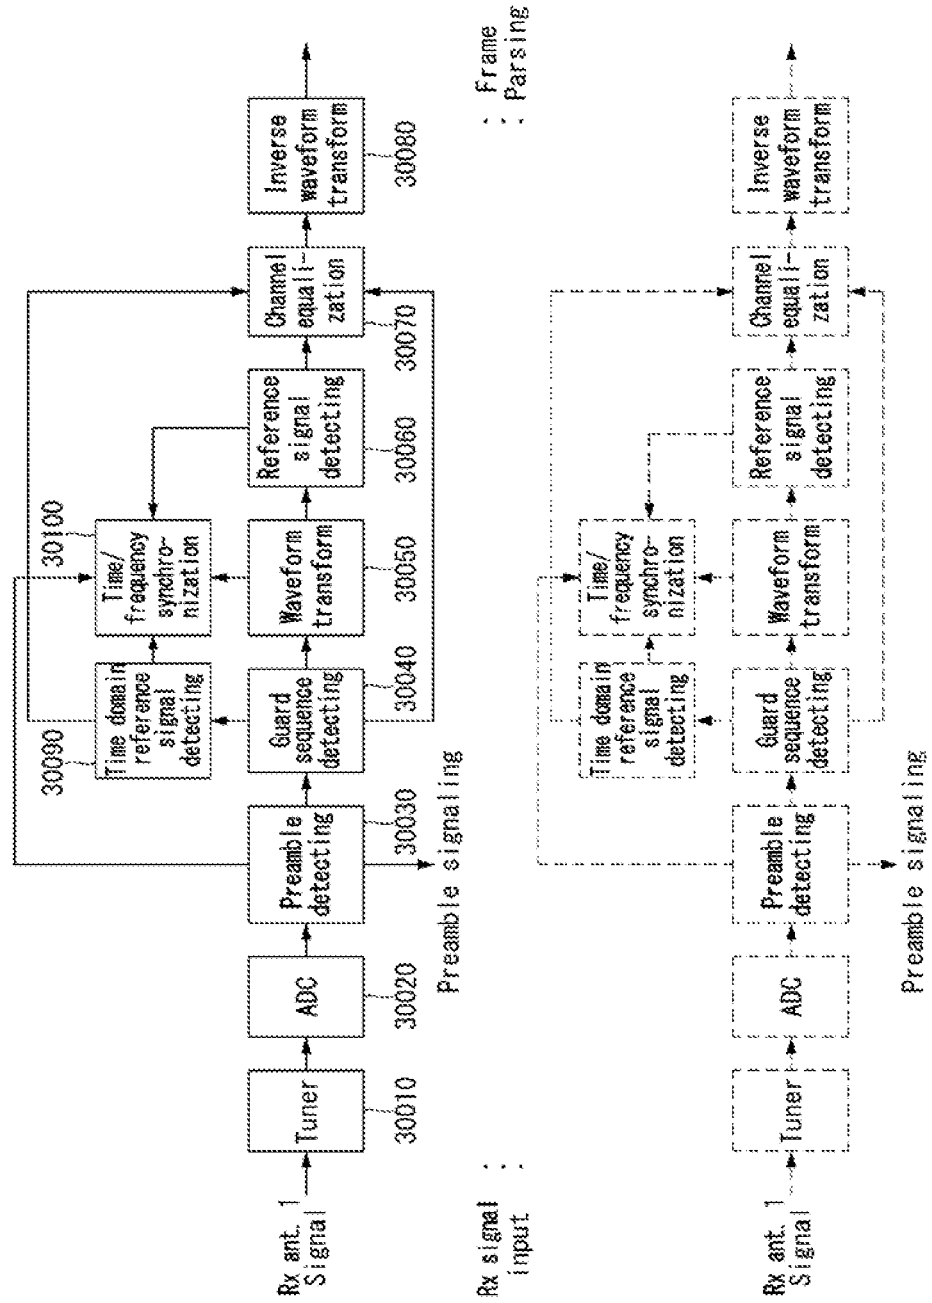 Rx ant. 1
Signal
Tuner
30010
ADC
30020
Preamble
detecting
30030
Preamble signaling
Guard
sequence
detecting
30040
Time domain
reference
signal
detecting
30090
Waveform
transform
30050
Time/
frequency
synchro-
nization
30100
Reference
signal
detecting
30060
Channel
equali-
zation
30070
Inverse
waveform
transform
30080
Rx signal :
input :
: Frame
: Parsing
Rx ant. 1
Signal
Tuner
ADC
Preamble
detecting
Preamble signaling
Guard
sequence
detecting
Time domain
reference
signal
detecting
Waveform
transform
Time/
frequency
synchro-
nization
Reference
signal
detecting
Channel
equali-
zation
Inverse
waveform
transform